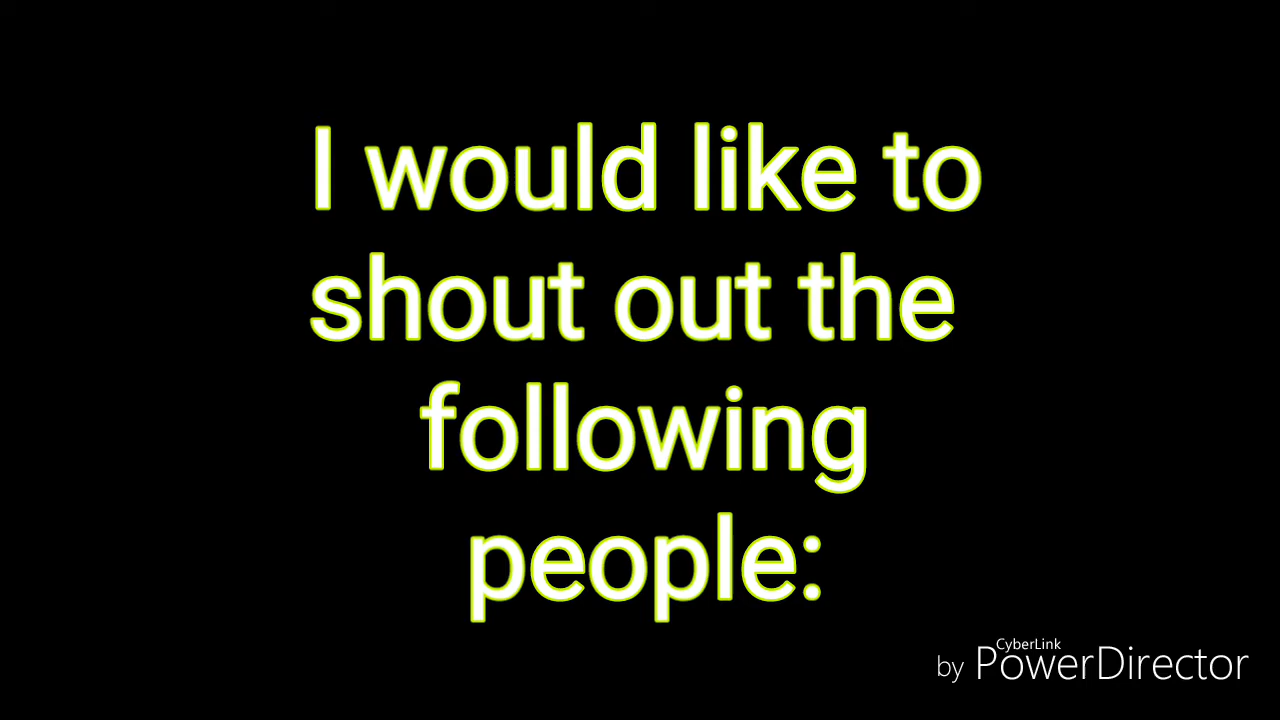 I would like to
shout out the
following
people:
CyberLink
by PowerDirector